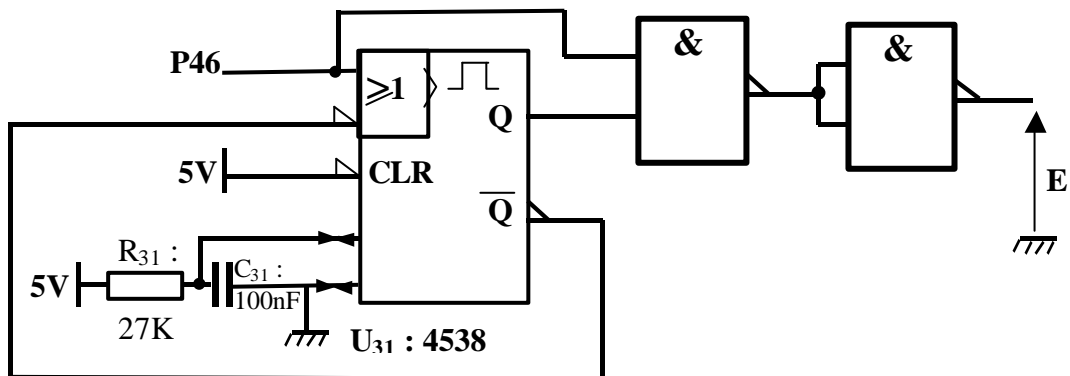 &
&
P46
≥1
Q
5V
CLR
Q̅
E
R₃₁ :
C₃₁ :
5V
100nF
27K
U₃₁ : 4538